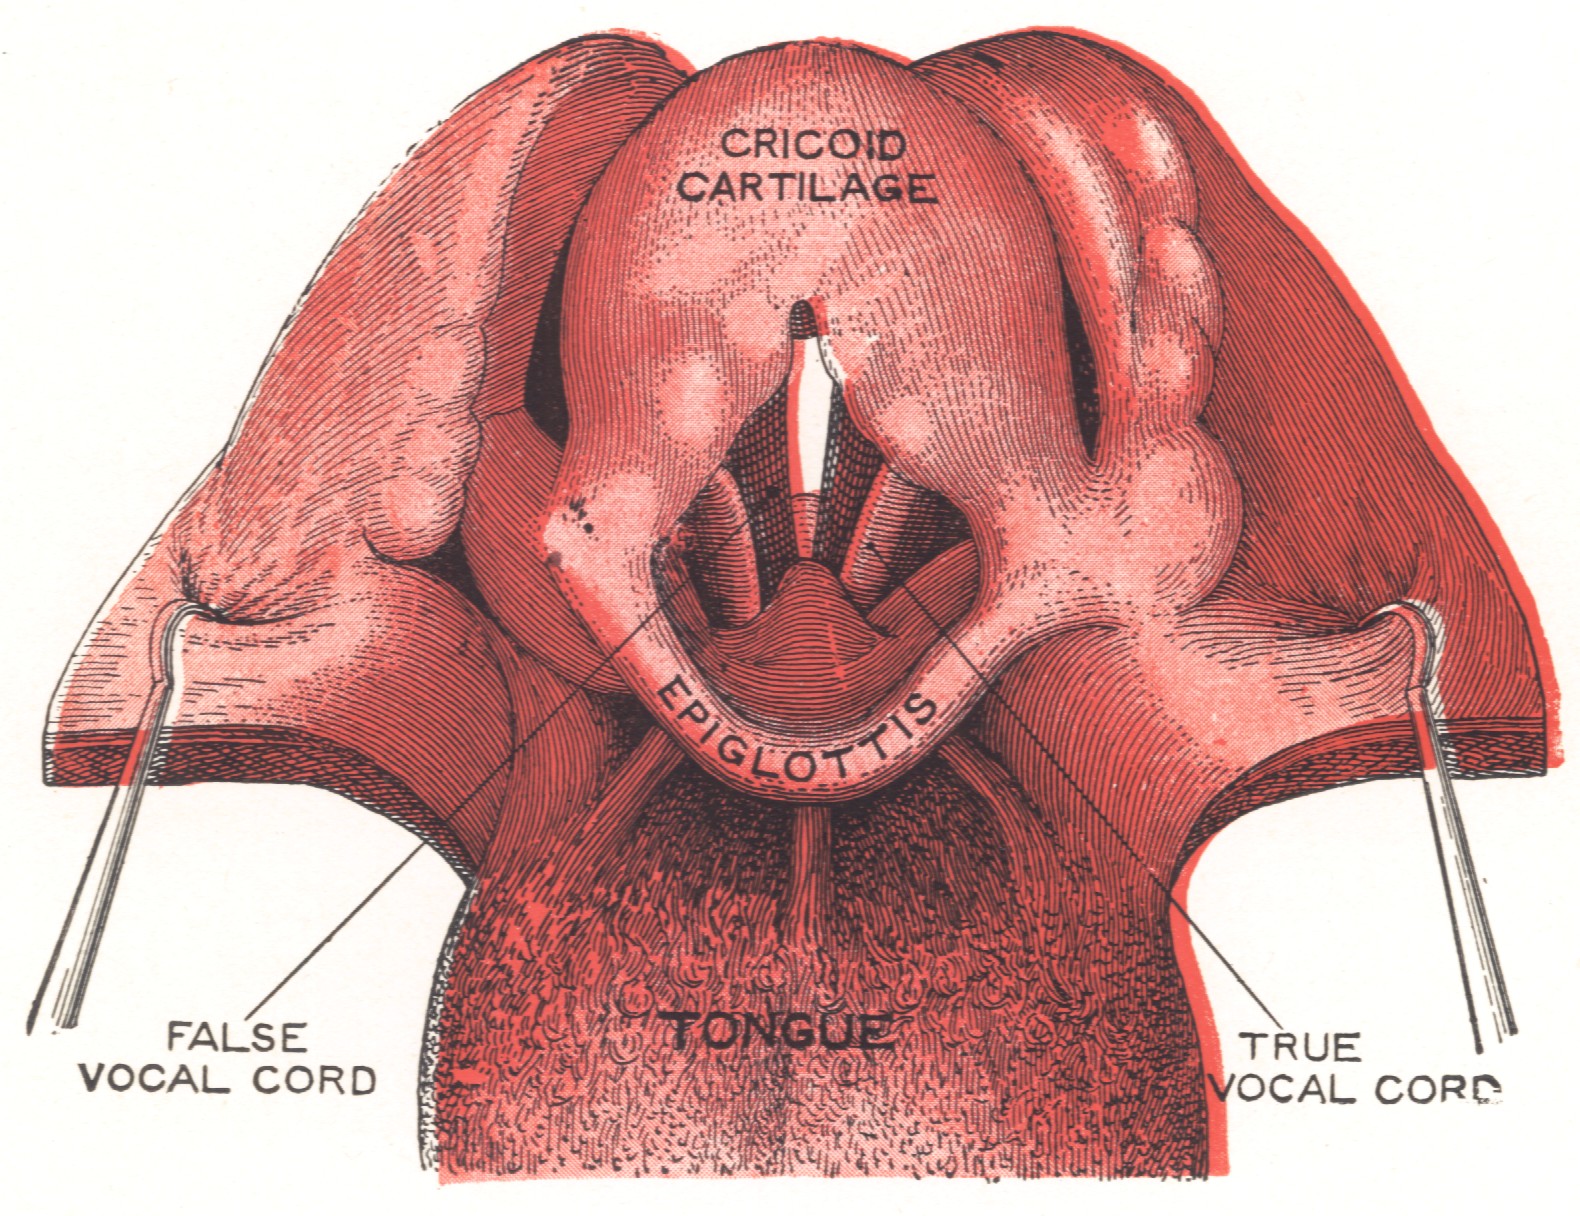 CRICOID
CARTILAGE
EPIGLOTTIS
TONGUE
FALSE
VOCAL CORD
TRUE
VOCAL CORD